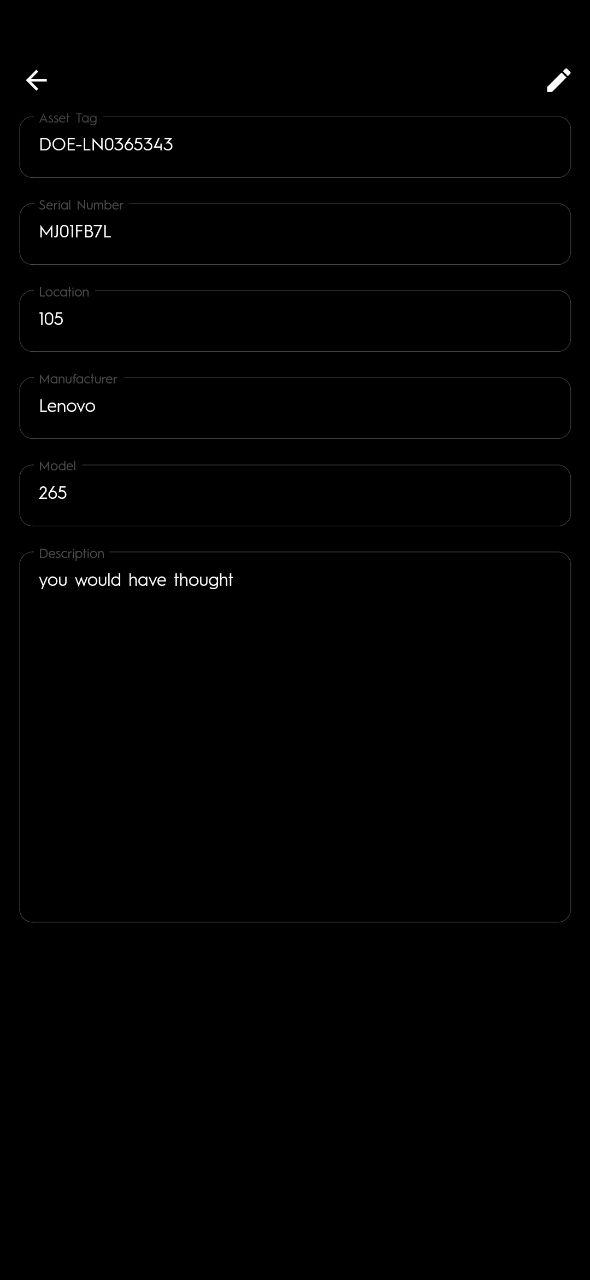 Asset Tag
DOE-LN0365343
Serial Number
MJ01FB7L
Location
105
Manufacturer
Lenovo
Model
265
Description
you would have thought